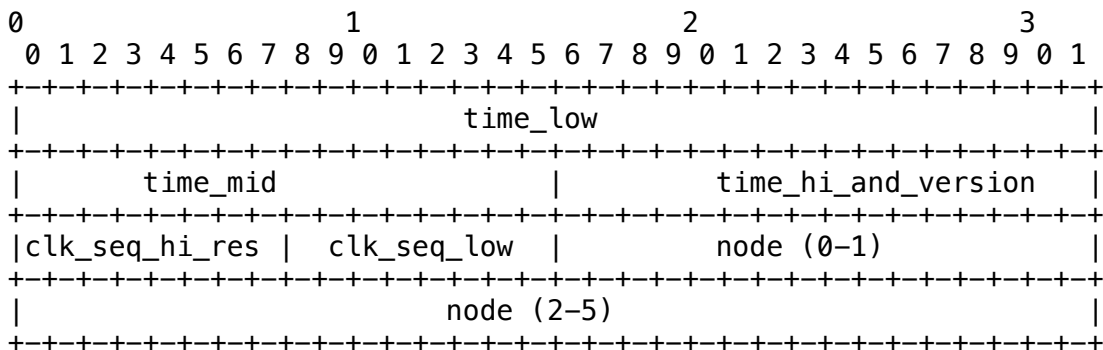 0                   1                   2                   3
 0 1 2 3 4 5 6 7 8 9 0 1 2 3 4 5 6 7 8 9 0 1 2 3 4 5 6 7 8 9 0 1
+-+-+-+-+-+-+-+-+-+-+-+-+-+-+-+-+-+-+-+-+-+-+-+-+-+-+-+-+-+-+-+-+
|                          time_low                             |
+-+-+-+-+-+-+-+-+-+-+-+-+-+-+-+-+-+-+-+-+-+-+-+-+-+-+-+-+-+-+-+-+
|       time_mid                |         time_hi_and_version   |
+-+-+-+-+-+-+-+-+-+-+-+-+-+-+-+-+-+-+-+-+-+-+-+-+-+-+-+-+-+-+-+-+
|clk_seq_hi_res |  clk_seq_low  |         node (0-1)            |
+-+-+-+-+-+-+-+-+-+-+-+-+-+-+-+-+-+-+-+-+-+-+-+-+-+-+-+-+-+-+-+-+
|                         node (2-5)                            |
+-+-+-+-+-+-+-+-+-+-+-+-+-+-+-+-+-+-+-+-+-+-+-+-+-+-+-+-+-+-+-+-+